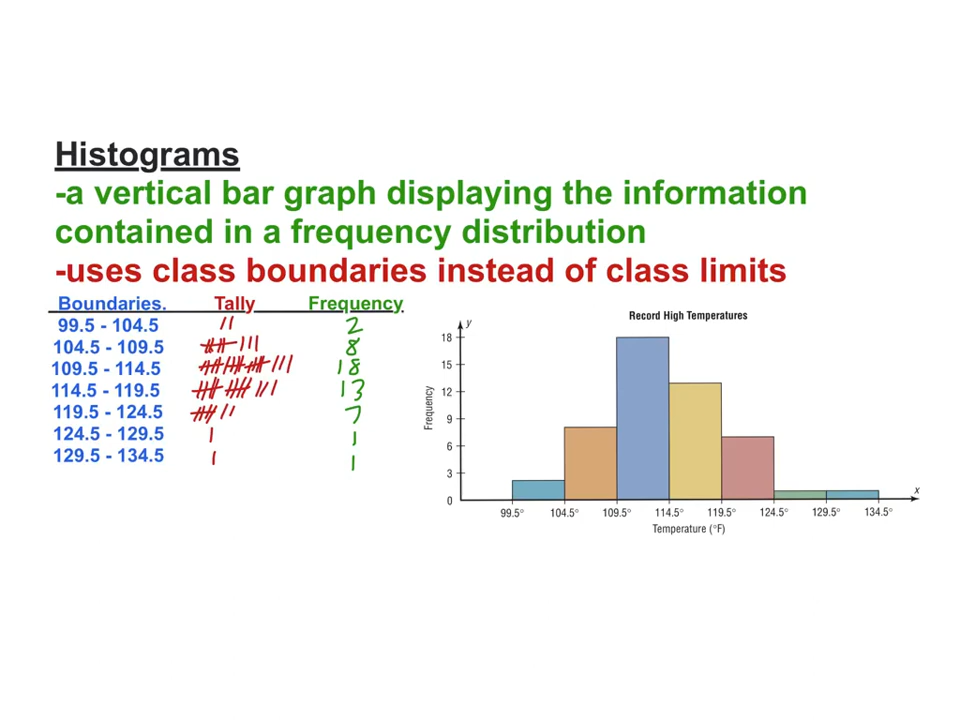 Histograms
-a vertical bar graph displaying the information
contained in a frequency distribution
-uses class boundaries instead of class limits
Boundaries. Tally Frequency
99.5 - 104.5 2
104.5 - 109.5 8
109.5 - 114.5 18
114.5 - 119.5 13
119.5 - 124.5 7
124.5 - 129.5 1
129.5 - 134.5 1
Record High Temperatures
y
18
15
12
9
6
3
0
Frequency
x
99.5° 104.5° 109.5° 114.5° 119.5° 124.5° 129.5° 134.5°
Temperature (°F)